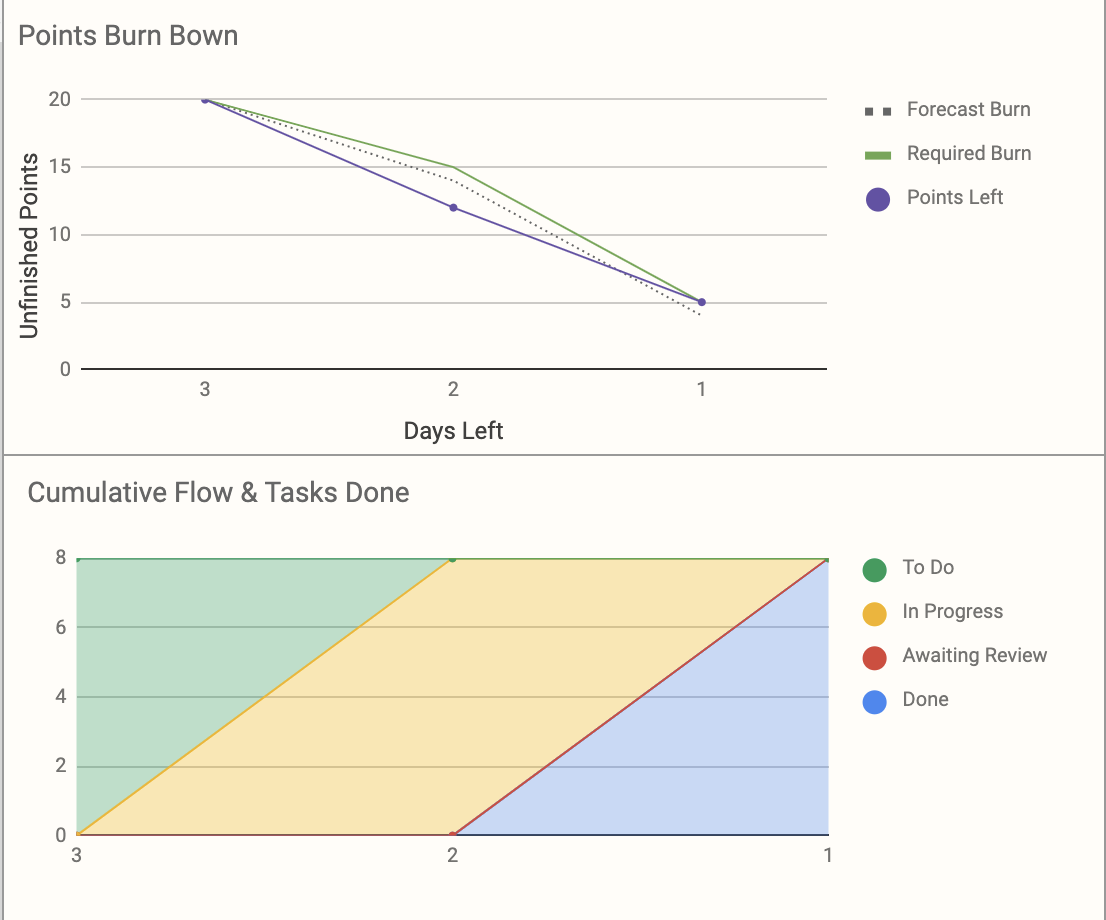 Points Burn Bown
20
15
10
5
0
Unfinished Points
3 2 1
Days Left
Forecast Burn
Required Burn
Points Left
Cumulative Flow & Tasks Done
8
6
4
2
0
3 2 1
To Do
In Progress
Awaiting Review
Done